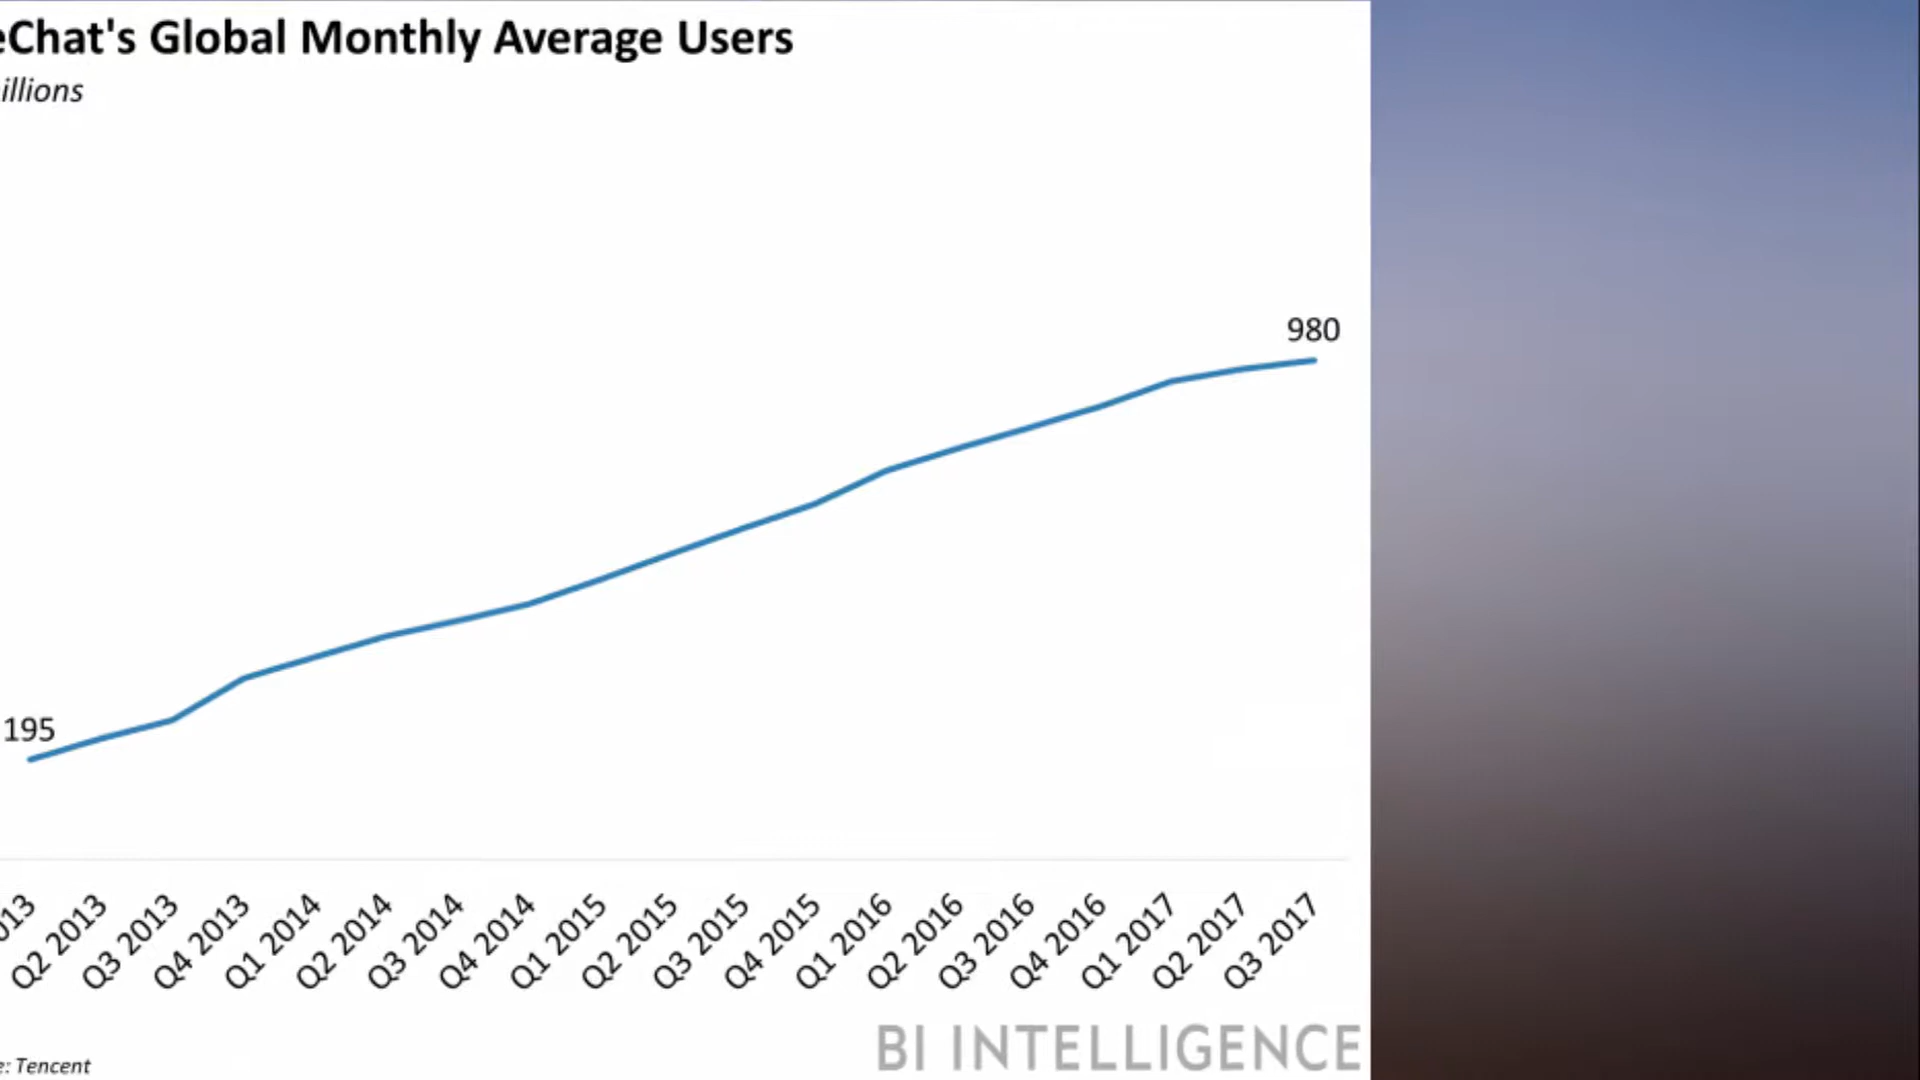 eChat's Global Monthly Average Users
illions
980
195
013
Q2 2013
Q3 2013
Q4 2013
Q1 2014
Q2 2014
Q3 2014
Q4 2014
Q1 2015
Q2 2015
Q3 2015
Q4 2015
Q1 2016
Q2 2016
Q3 2016
Q4 2016
Q1 2017
Q2 2017
Q3 2017
BI INTELLIGENCE
e: Tencent